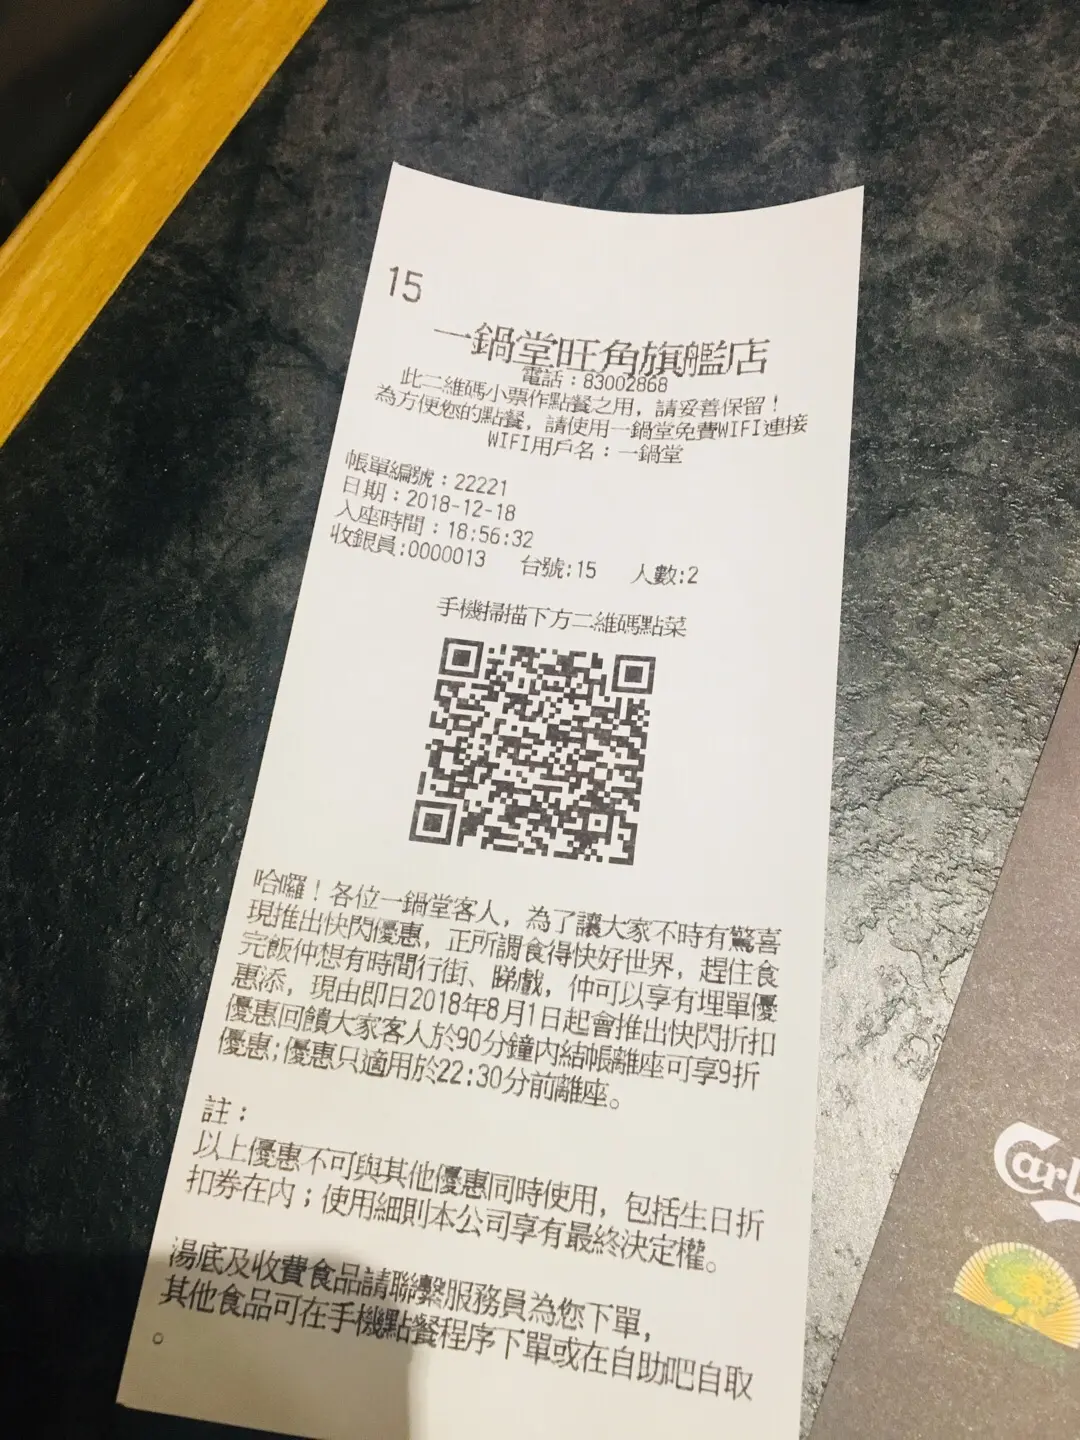 15
一鍋堂旺角旗艦店
電話：83002868
此二維碼小票作點餐之用，請妥善保留！
為方便您的點餐，請使用一鍋堂免費WIFI連接
WIFI用戶名：一鍋堂
帳單編號：22221
日期：2018-12-18
入座時間：18:56:32
收銀員:0000013 台號:15 人數:2
手機掃描下方二維碼點菜
哈囉！各位一鍋堂客人，為了讓大家不時有驚喜
現推出快閃優惠，正所謂食得快好世界，趕住食
完飯仲想有時間行街、睇戲，仲可以享有埋單優
惠添，現由即日2018年8月1日起會推出快閃折扣
優惠回饋大家客人於90分鐘內結帳離座可享9折
優惠;優惠只適用於22:30分前離座。
註：
以上優惠不可與其他優惠同時使用，包括生日折
扣券在內；使用細則本公司享有最終決定權。
湯底及收費食品請聯繫服務員為您下單，
其他食品可在手機點餐程序下單或在自助吧自取
。
Carl